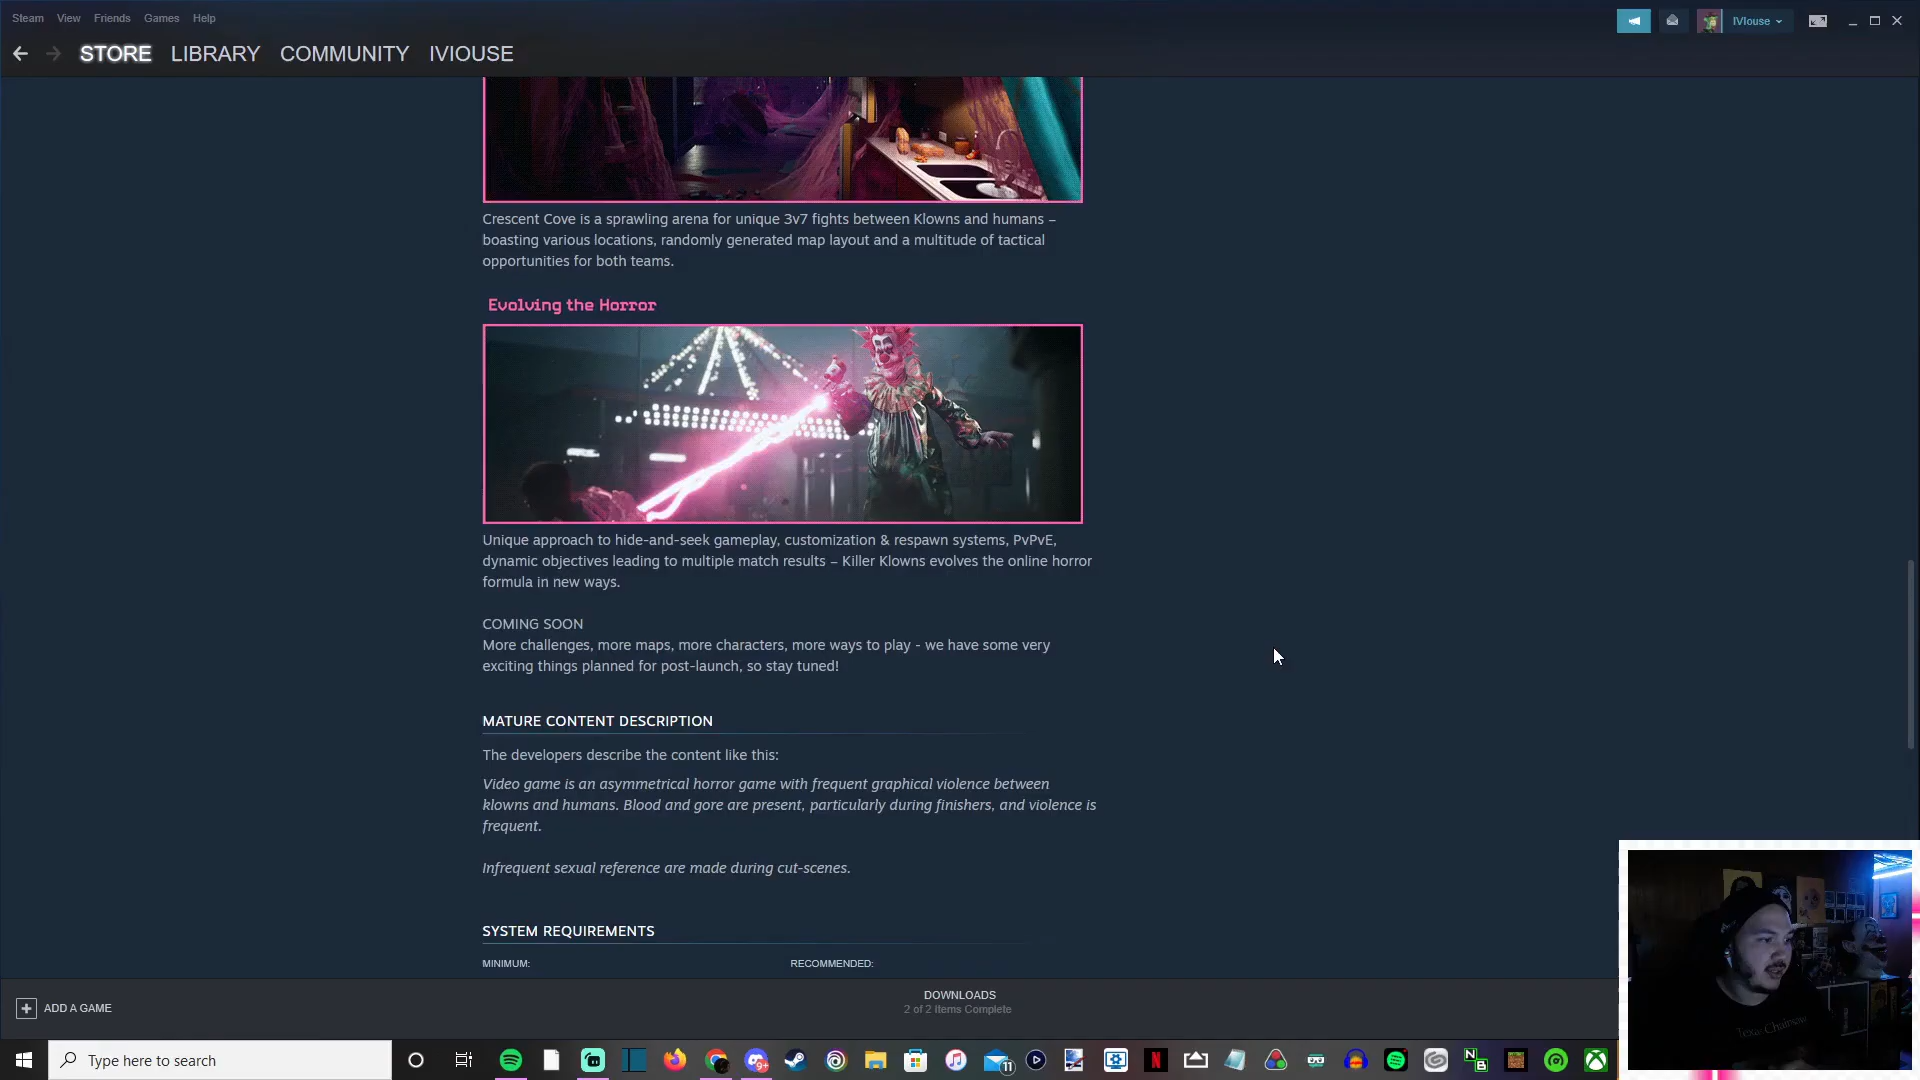 Steam View Friends Games Help
IVIouse
STORE LIBRARY COMMUNITY IVIOUSE
Crescent Cove is a sprawling arena for unique 3v7 fights between Klowns and humans –
boasting various locations, randomly generated map layout and a multitude of tactical
opportunities for both teams.
Evolving the Horror
Unique approach to hide-and-seek gameplay, customization & respawn systems, PvPvE,
dynamic objectives leading to multiple match results – Killer Klowns evolves the online horror
formula in new ways.
COMING SOON
More challenges, more maps, more characters, more ways to play - we have some very
exciting things planned for post-launch, so stay tuned!
MATURE CONTENT DESCRIPTION
The developers describe the content like this:
Video game is an asymmetrical horror game with frequent graphical violence between
klowns and humans. Blood and gore are present, particularly during finishers, and violence is
frequent.
Infrequent sexual reference are made during cut-scenes.
SYSTEM REQUIREMENTS
MINIMUM: RECOMMENDED:
DOWNLOADS
2 of 2 Items Complete
ADD A GAME
Type here to search
9+
11
N
N
B